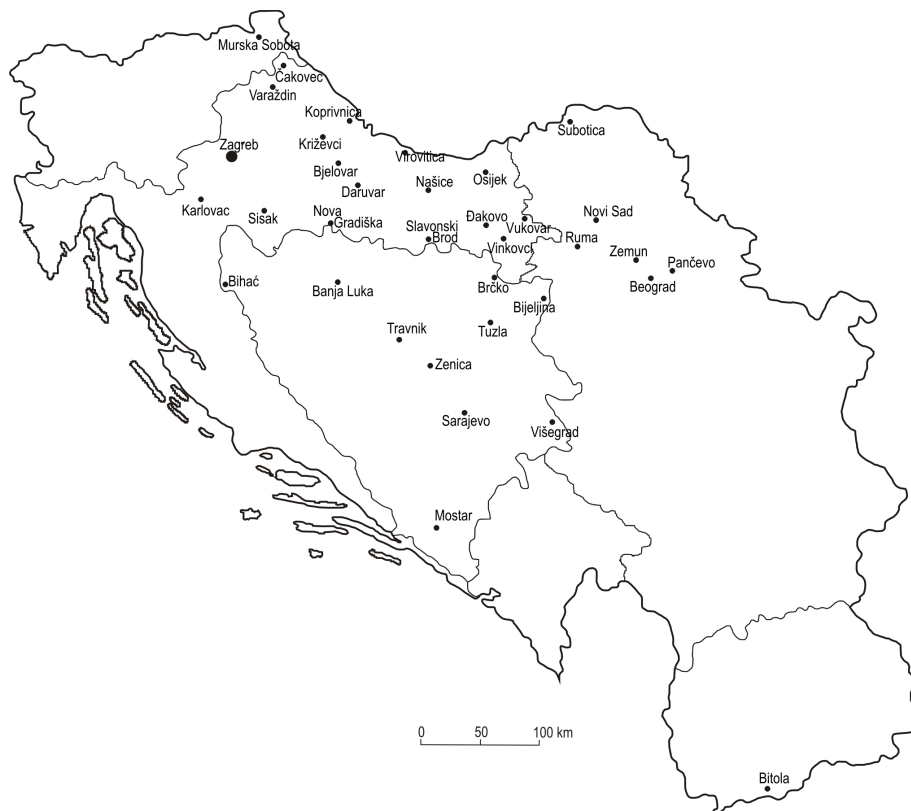 Murska Sobota
Čakovec
Varaždin
Koprivnica
Subotica
Zagreb
Križevci
Virovitica
Bjelovar
Osijek
Daruvar
Našice
Karlovac
Sisak
Nova
Gradiška
Slavonski
Brod
Đakovo
Vukovar
Vinkovci
Novi Sad
Ruma
Zemun
Pančevo
Beograd
Bihać
Banja Luka
Brčko
Bijeljina
Travnik
Tuzla
Zenica
Sarajevo
Višegrad
Mostar
0 50 100 km
Bitola